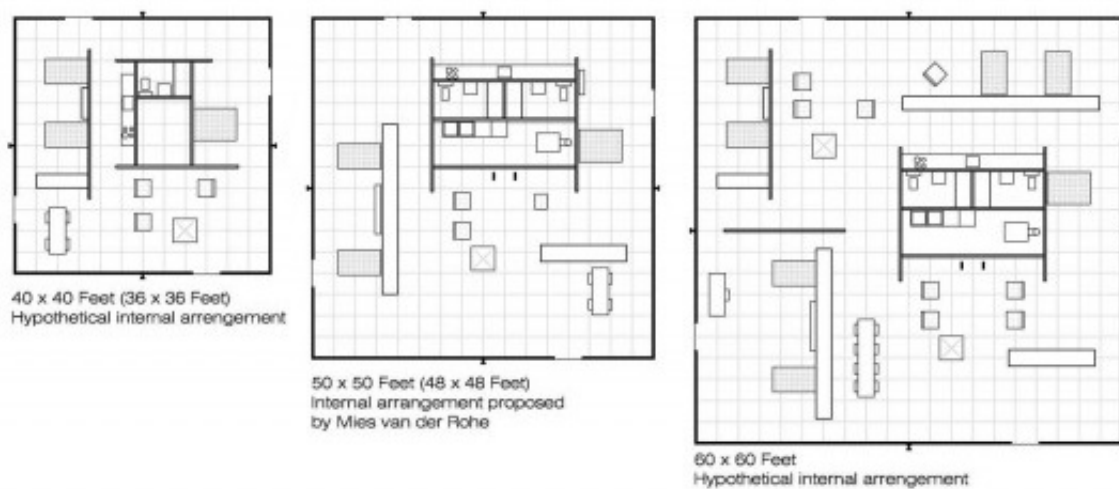 40 x 40 Feet (36 x 36 Feet)
Hypothetical internal arrengement
50 x 50 Feet (48 x 48 Feet)
Internal arrangement proposed
by Mies van der Rohe
60 x 60 Feet
Hypothetical internal arrangement